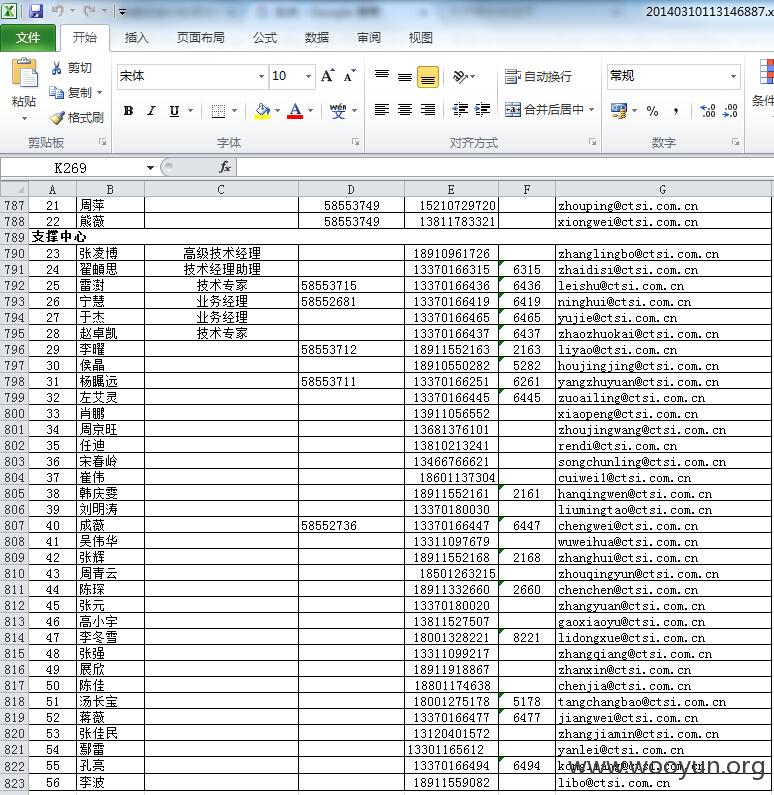 20140310113146887.x
文件 开始 插入 页面布局 公式 数据 审阅 视图
粘贴 剪切 复制 格式刷 剪贴板
宋体 10 A A B I U A wén 文 字体
自动换行 合并后居中 对齐方式
常规 % , .0 .00 数字 条件
K269 fx
A B C D E F G
787 21 周萍 58553749 15210729720 zhouping@ctsi.com.cn
788 22 熊薇 58553749 13811783321 xiongwei@ctsi.com.cn
789 支撑中心
790 23 张凌博 高级技术经理 18910961726 zhanglingbo@ctsi.com.cn
791 24 翟頔思 技术经理助理 13370166315 6315 zhaidisi@ctsi.com.cn
792 25 雷澍 技术专家 58553715 13370166436 6436 leishu@ctsi.com.cn
793 26 宁慧 业务经理 58552681 13370166419 6419 ninghui@ctsi.com.cn
794 27 于杰 业务经理 13370166465 6465 yujie@ctsi.com.cn
795 28 赵卓凯 技术专家 13370166437 6437 zhaozhuokai@ctsi.com.cn
796 29 李曜 58553712 18911552163 2163 liyao@ctsi.com.cn
797 30 侯晶 18910550282 5282 houjingjing@ctsi.com.cn
798 31 杨瞩远 58553711 13370166251 6261 yangzhuyuan@ctsi.com.cn
799 32 左艾灵 13370166445 6445 zuoailing@ctsi.com.cn
800 33 肖鹏 13911056552 xiaopeng@ctsi.com.cn
801 34 周京旺 13681376101 zhoujingwang@ctsi.com.cn
802 35 任迪 13810213241 rendi@ctsi.com.cn
803 36 宋春岭 13466766621 songchunling@ctsi.com.cn
804 37 崔伟 18601137304 cuiwei1@ctsi.com.cn
805 38 韩庆雯 18911552161 2161 hanqingwen@ctsi.com.cn
806 39 刘明涛 13370180030 liumingtao@ctsi.com.cn
807 40 成薇 58552736 13370166447 6447 chengwei@ctsi.com.cn
808 41 吴伟华 13311097679 wuweihua@ctsi.com.cn
809 42 张辉 18911552168 2168 zhanghui@ctsi.com.cn
810 43 周青云 18501263215 zhouqingyun@ctsi.cn
811 44 陈琛 18911332660 2660 chenchen@ctsi.com.cn
812 45 张元 13370180020 zhangyuan@ctsi.com.cn
813 46 高小宇 13811527507 gaoxiaoyu@ctsi.com.cn
814 47 李冬雪 18001328221 8221 lidongxue@ctsi.com.cn
815 48 张强 13311099217 zhangqiang@ctsi.com.cn
816 49 展欣 18911918867 zhanxin@ctsi.com.cn
817 50 陈佳 18801174638 chenjia@ctsi.com.cn
818 51 汤长宝 18001275178 5178 tangchangbao@ctsi.com.cn
819 52 蒋薇 13370166477 6477 jiangwei@ctsi.com.cn
820 53 张佳民 13120401572 zhangjiamin@ctsi.com.cn
821 54 鄢雷 13301165612 yanlei@ctsi.com.cn
822 55 孔亮 13370166494 6494 kongliang@ctsi.com.cn
823 56 李波 18911559082 libo@ctsi.com.cn
www.wooyun.org